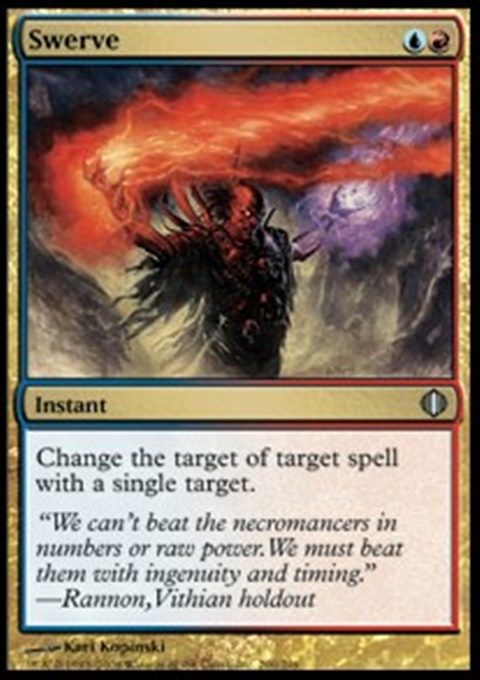 Swerve
Instant
Change the target of target spell
with a single target.
“We can’t beat the necromancers in
numbers or raw power. We must beat
them with ingenuity and timing.”
—Rannon, Vithian holdout
Kari Kopinski